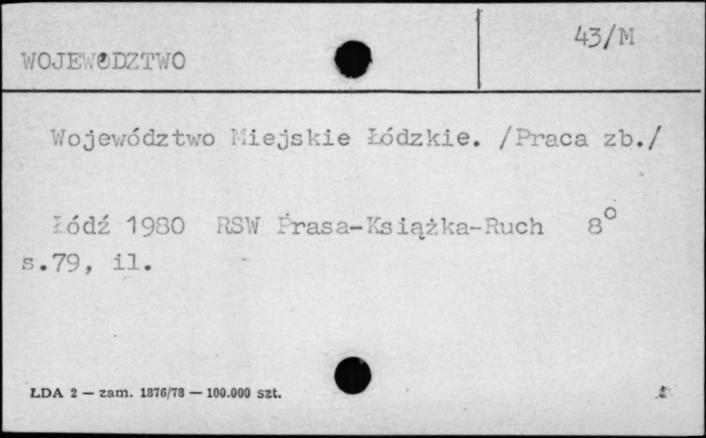 43/M
WOJEWÓDZTWO
Województwo Miejskie Łódzkie. /Praca zb./
Łódź 1980 RSW Prasa-Książka-Ruch 8°
s.79, il.
ŁDA 2 — zam. 1876/78 — 100.000 szt.